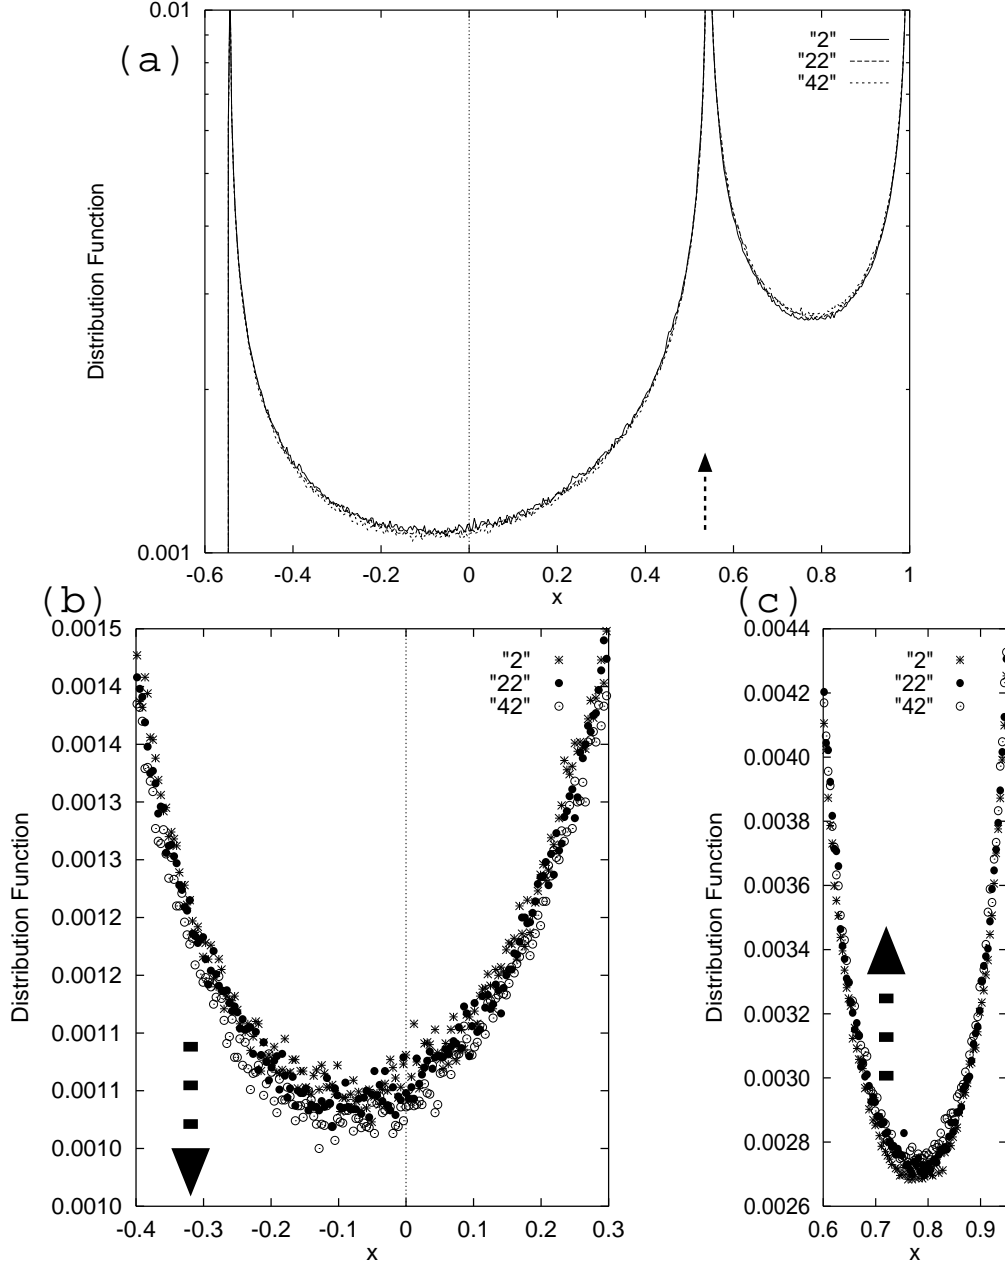 (a)
0.01
0.001
Distribution Function
"2"
"22"
"42"
-0.6 -0.4 -0.2 0 0.2 0.4 0.6 0.8 1
x
(b)
0.0015
0.0014
0.0014
0.0013
0.0013
0.0012
0.0012
0.0011
0.0011
0.0010
0.0010
Distribution Function
"2"
"22"
"42"
-0.4 -0.3 -0.2 -0.1 0 0.1 0.2 0.3
x
(c)
0.0044
0.0042
0.0040
0.0038
0.0036
0.0034
0.0032
0.0030
0.0028
0.0026
Distribution Function
"2"
"22"
"42"
0.6 0.7 0.8 0.9
x